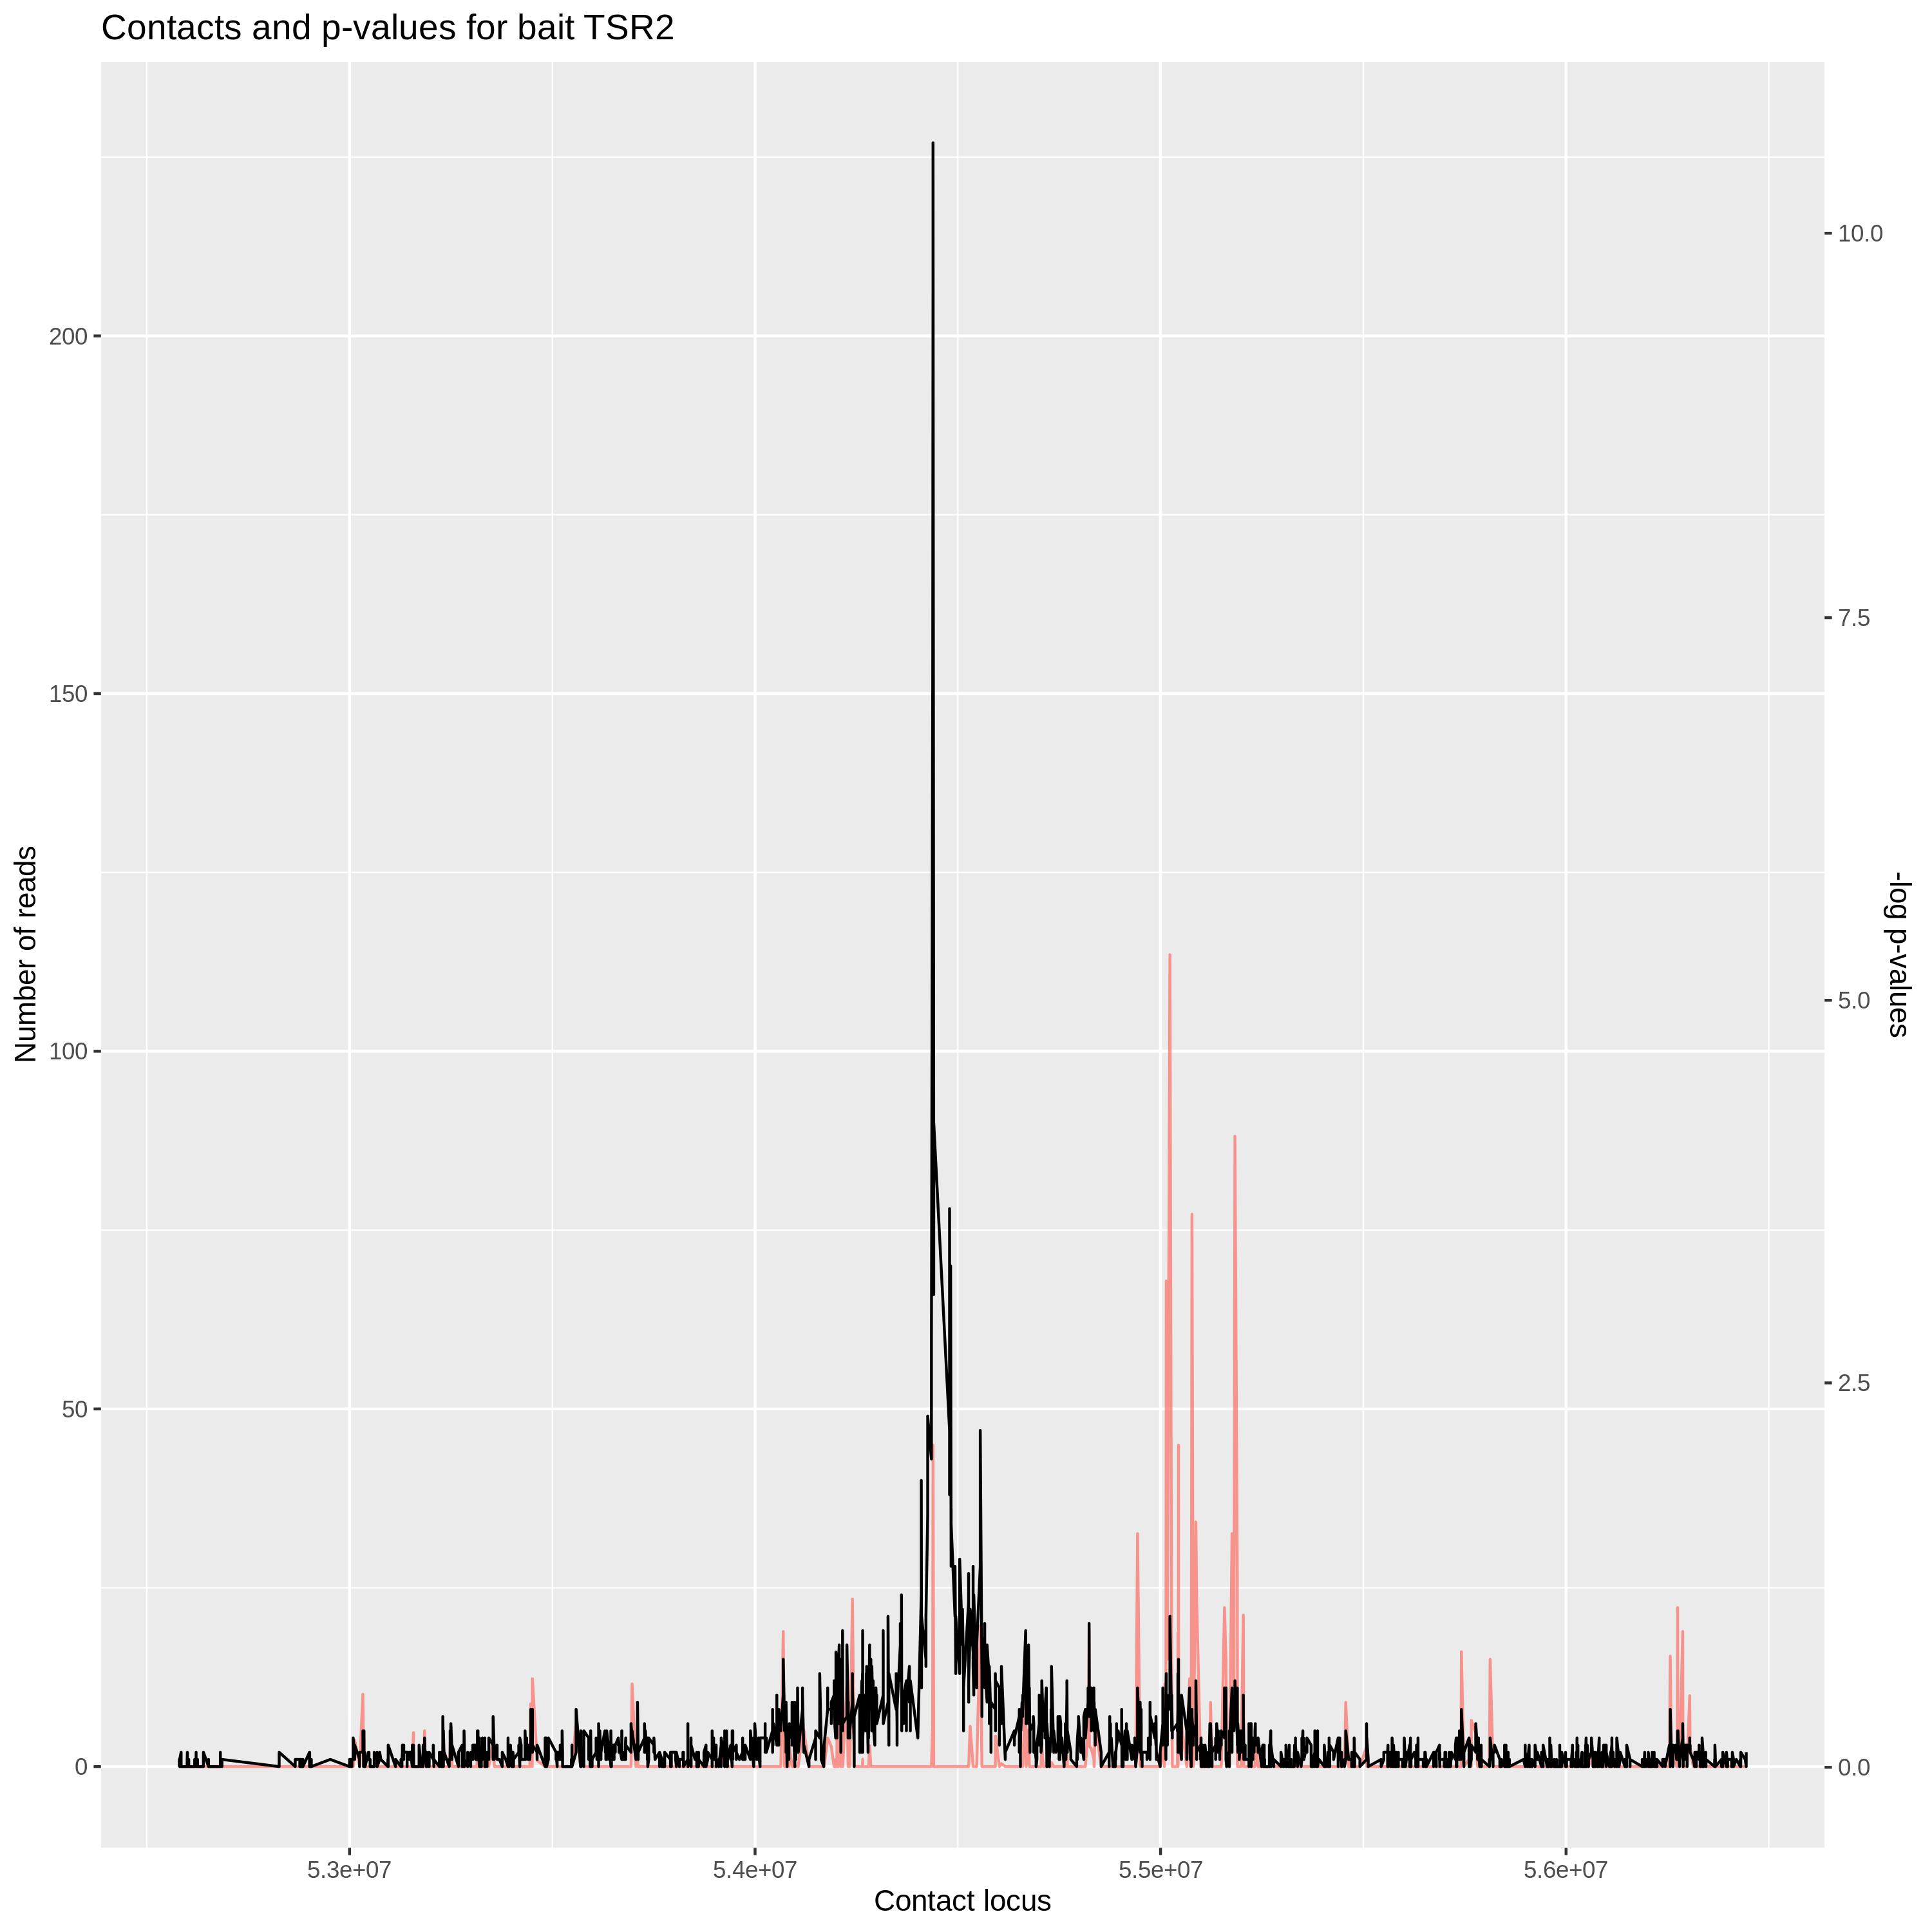 Contacts and p-values for bait TSR2
Number of reads
200
150
100
50
0
10.0
7.5
5.0
2.5
0.0
-log p-values
5.3e+07
5.4e+07
5.5e+07
5.6e+07
Contact locus